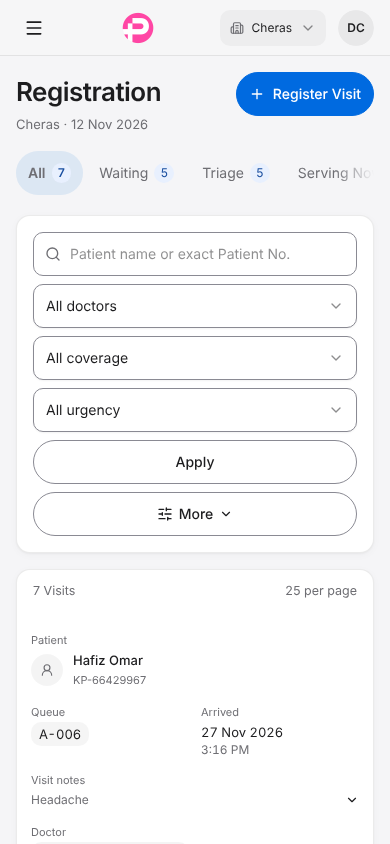 Cheras
DC
Registration
Register Visit
Cheras · 12 Nov 2026
All 7
Waiting 5
Triage 5
Serving No
Patient name or exact Patient No.
All doctors
All coverage
All urgency
Apply
More
7 Visits
25 per page
Patient
Hafiz Omar
KP-66429967
Queue
Arrived
A-006
27 Nov 2026
3:16 PM
Visit notes
Headache
Doctor